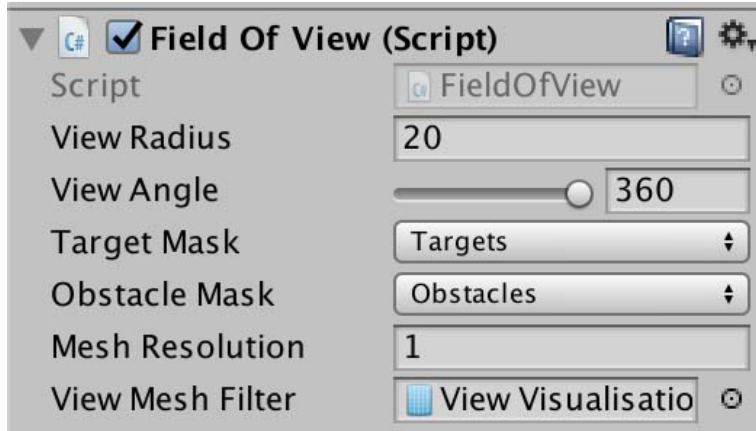 Field Of View (Script)
Script FieldOfView
View Radius 20
View Angle 360
Target Mask Targets
Obstacle Mask Obstacles
Mesh Resolution 1
View Mesh Filter View Visualisatio